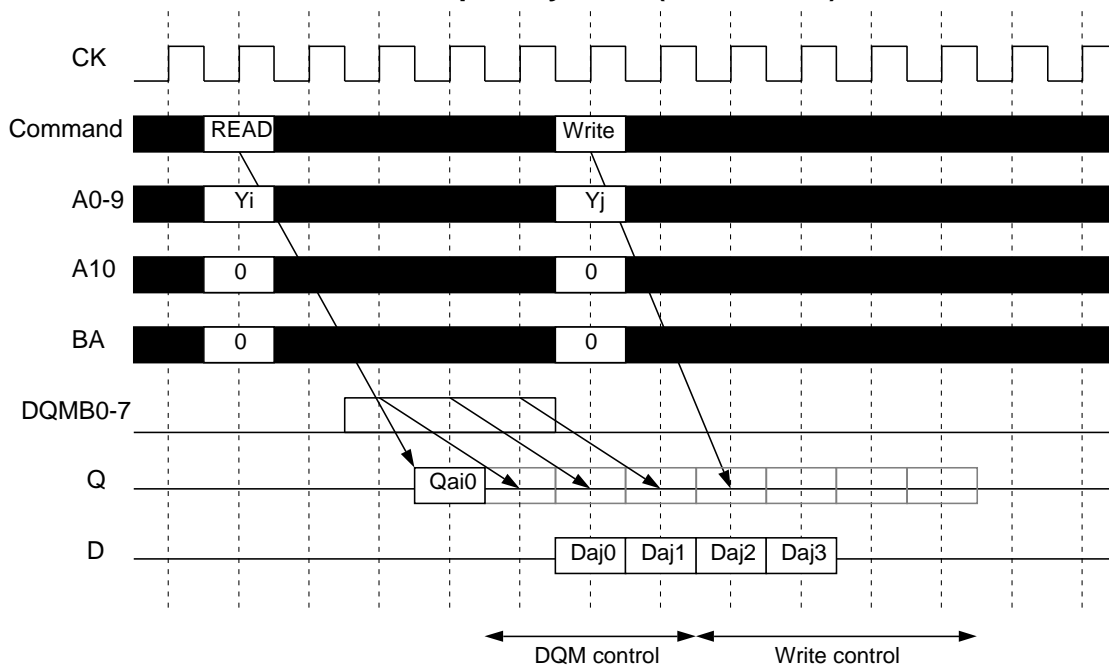 CK
Command READ Write
A0-9 Yi Yj
A10 0 0
BA 0 0
DQMB0-7
Q Qai0
D Daj0 Daj1 Daj2 Daj3
DQM control Write control